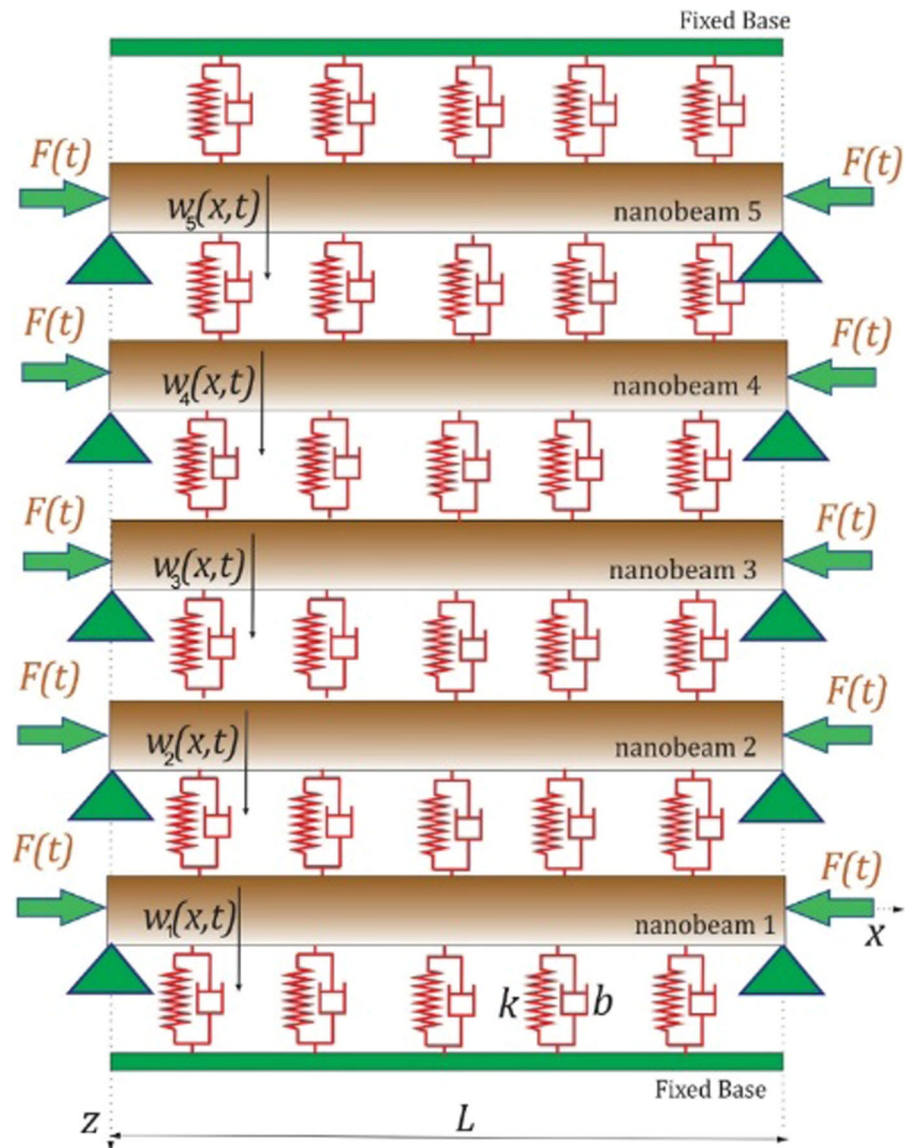 Fixed Base
F(t)
F(t)
w₅(x,t)
nanobeam 5
F(t)
F(t)
w₄(x,t)
nanobeam 4
F(t)
F(t)
w₃(x,t)
nanobeam 3
F(t)
F(t)
w₂(x,t)
nanobeam 2
F(t)
F(t)
w₁(x,t)
nanobeam 1
x
k
b
Fixed Base
z
L